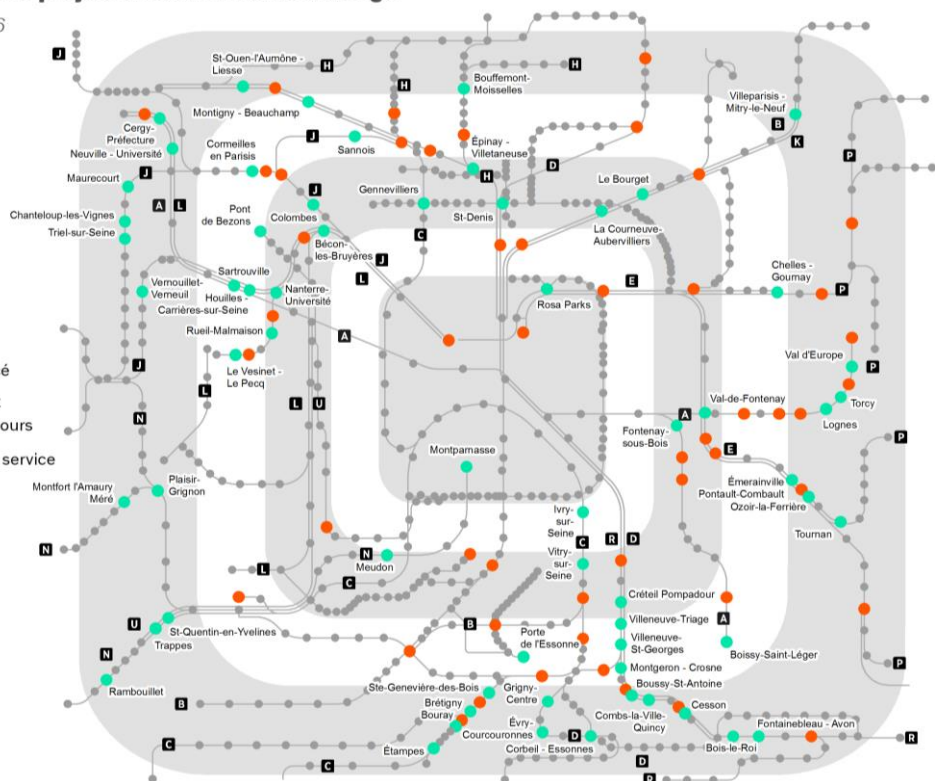 6
J
St-Ouen-l'Aumône -
Liesse
H
H
H
Bouffemont-
Moisselles
Montigny - Beauchamp
Villeparisis -
Mitry-le-Neuf
B
K
Cergy-
Préfecture
Neuville - Université
Cormeilles
en Parisis
J
Sannois
Épinay -
Villetaneuse
H
D
P
Maurecourt
J
A
L
J
Gennevilliers
Le Bourget
Chanteloup-les-Vignes
Triel-sur-Seine
Pont
de Bezons
Colombes
St-Denis
La Courneuve-
Aubervilliers
C
Bécon-
les-Bruyères
J
L
Sartrouville
Vernouillet-
Verneuil
Houilles -
Carrières-sur-Seine
Nanterre-
Université
E
Rosa Parks
Chelles -
Gournay
P
Rueil-Malmaison
A
é
Le Vesinet -
Le Pecq
J
L
L
U
Val d'Europe
P
ours
N
A
Val-de-Fontenay
Torcy
Lognes
Fontenay-
sous-Bois
E
P
service
Montparnasse
Montfort l'Amaury
Méré
Plaisir-
Grignon
Émerainville
Pontault-Combault
Ozoir-la-Ferrière
Tournan
Ivry-
sur-
Seine
C
R
D
N
N
Meudon
Vitry-
sur-
Seine
L
C
Créteil Pompadour
U
St-Quentin-en-Yvelines
Trappes
B
Porte
de l'Essonne
Villeneuve-Triage
A
Villeneuve-
St-Georges
Boissy-Saint-Léger
N
P
Rambouillet
Montgeron - Crosne
B
Ste-Genevière-des-Bois
Grigny-
Centre
Boussy-St-Antoine
Brétigny
Bouray
Cesson
Combs-la-Ville-
Quincy
Évry-
Courcouronnes
Fontainebleau - Avon
C
Étampes
D
Corbeil - Essonnes
Bois-le-Roi
R
C
D
R